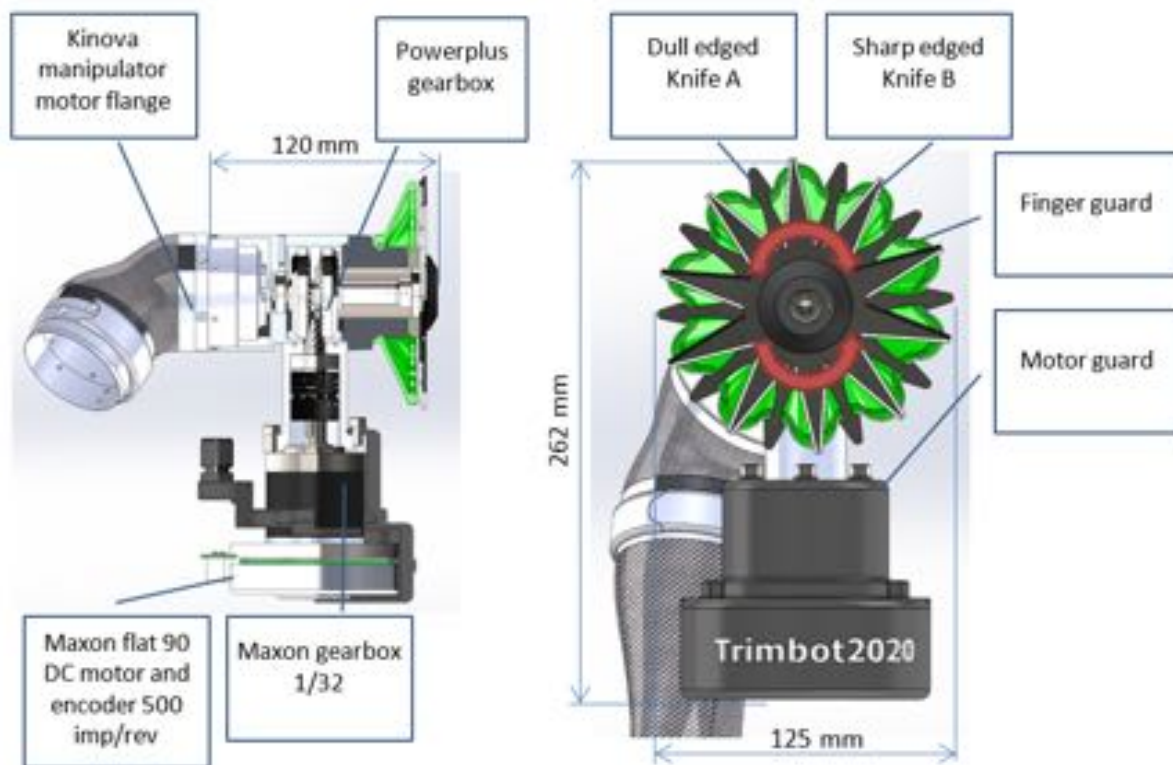 Kinova
manipulator
motor flange
Powerplus
gearbox
Dull edged
Knife A
Sharp edged
Knife B
120 mm
Finger guard
Motor guard
262 mm
Maxon flat 90
DC motor and
encoder 500
imp/rev
Maxon gearbox
1/32
Trimbot2020
125 mm